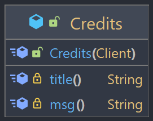 Credits
Credits(Client)
title() String
msg() String